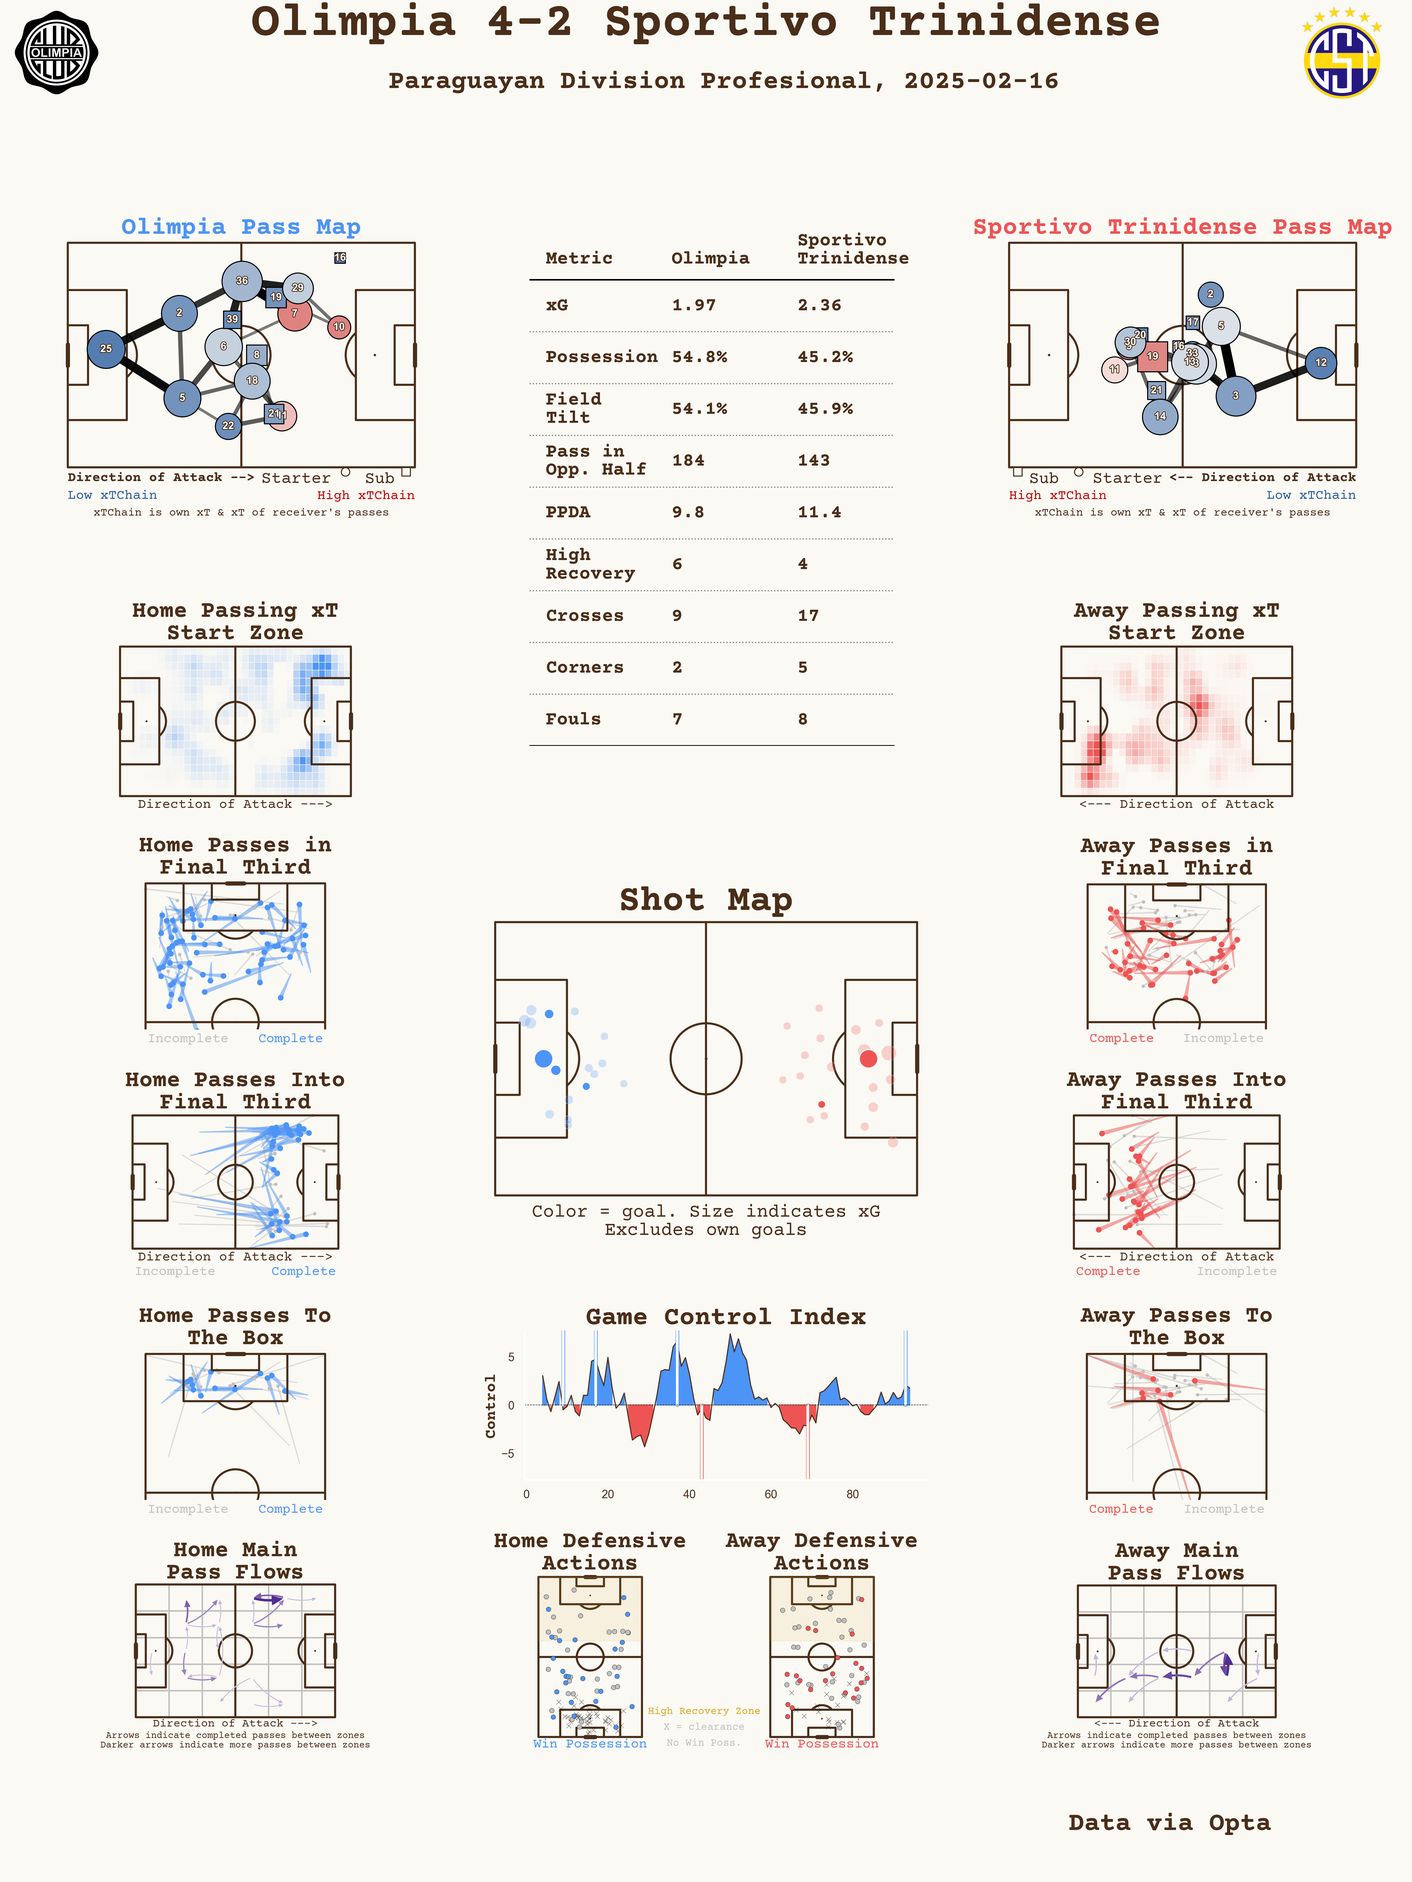 Olimpia 4-2 Sportivo Trinidense
OLIMPIA
CST
Paraguayan Division Profesional, 2025-02-16
Olimpia Pass Map
25
2
5
36
6
39
19
29
7
10
16
8
18
22
21
Direction of Attack --> Starter Sub
Low xTChain High xTChain
xTChain is own xT & xT of receiver's passes
Metric Olimpia Sportivo Trinidense
xG 1.97 2.36
Possession 54.8% 45.2%
Field Tilt 54.1% 45.9%
Pass in Opp. Half 184 143
PPDA 9.8 11.4
High Recovery 6 4
Crosses 9 17
Corners 2 5
Fouls 7 8
Sportivo Trinidense Pass Map
2
17
5
20
30
16
33
19
11
12
21
3
14
Sub Starter <-- Direction of Attack
High xTChain Low xTChain
xTChain is own xT & xT of receiver's passes
Home Passing xT
Start Zone
Direction of Attack --->
Away Passing xT
Start Zone
<--- Direction of Attack
Home Passes in
Final Third
Incomplete Complete
Away Passes in
Final Third
Complete Incomplete
Shot Map
Color = goal. Size indicates xG
Excludes own goals
Home Passes Into
Final Third
Direction of Attack --->
Incomplete Complete
Away Passes Into
Final Third
<--- Direction of Attack
Complete Incomplete
Home Passes To
The Box
Incomplete Complete
Game Control Index
Control
5
0
−5
0 20 40 60 80
Away Passes To
The Box
Complete Incomplete
Home Main
Pass Flows
Direction of Attack --->
Arrows indicate completed passes between zones
Darker arrows indicate more passes between zones
Home Defensive
Actions
Win Possession
Away Defensive
Actions
Win Possession
High Recovery Zone
X = clearance
No Win Poss.
Away Main
Pass Flows
<--- Direction of Attack
Arrows indicate completed passes between zones
Darker arrows indicate more passes between zones
Data via Opta